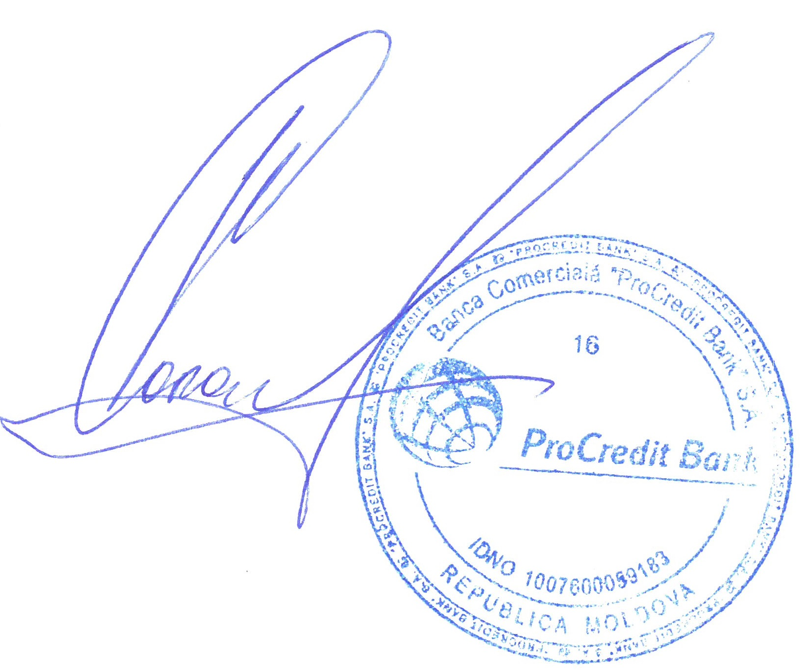 Banca Comercială "ProCredit Bank" S.A.
16
ProCredit Bank
IDNO 1007600059183
REPUBLICA MOLDOVA